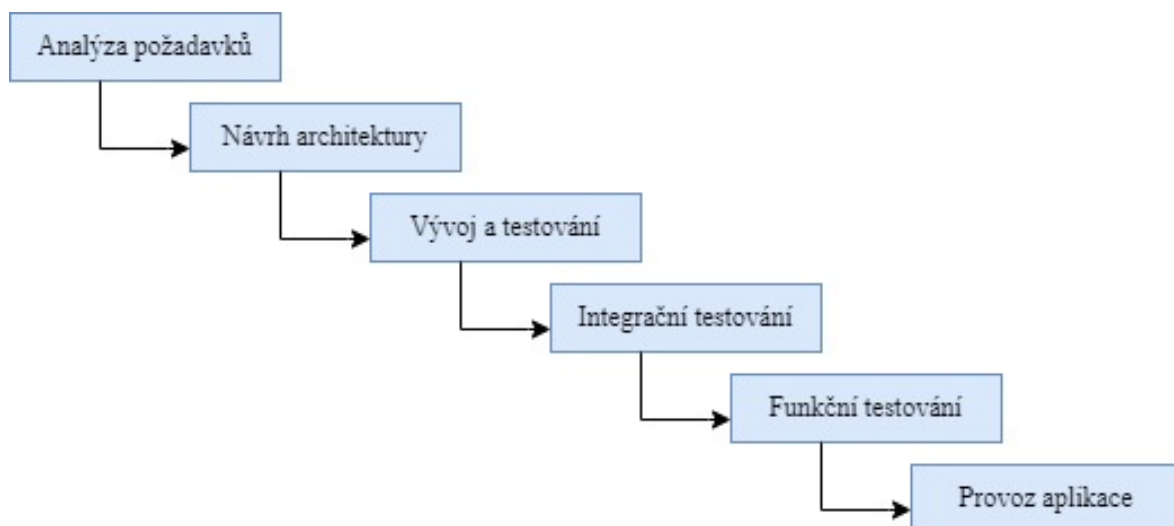 Analýza požadavků
Návrh architektury
Vývoj a testování
Integrační testování
Funkční testování
Provoz aplikace